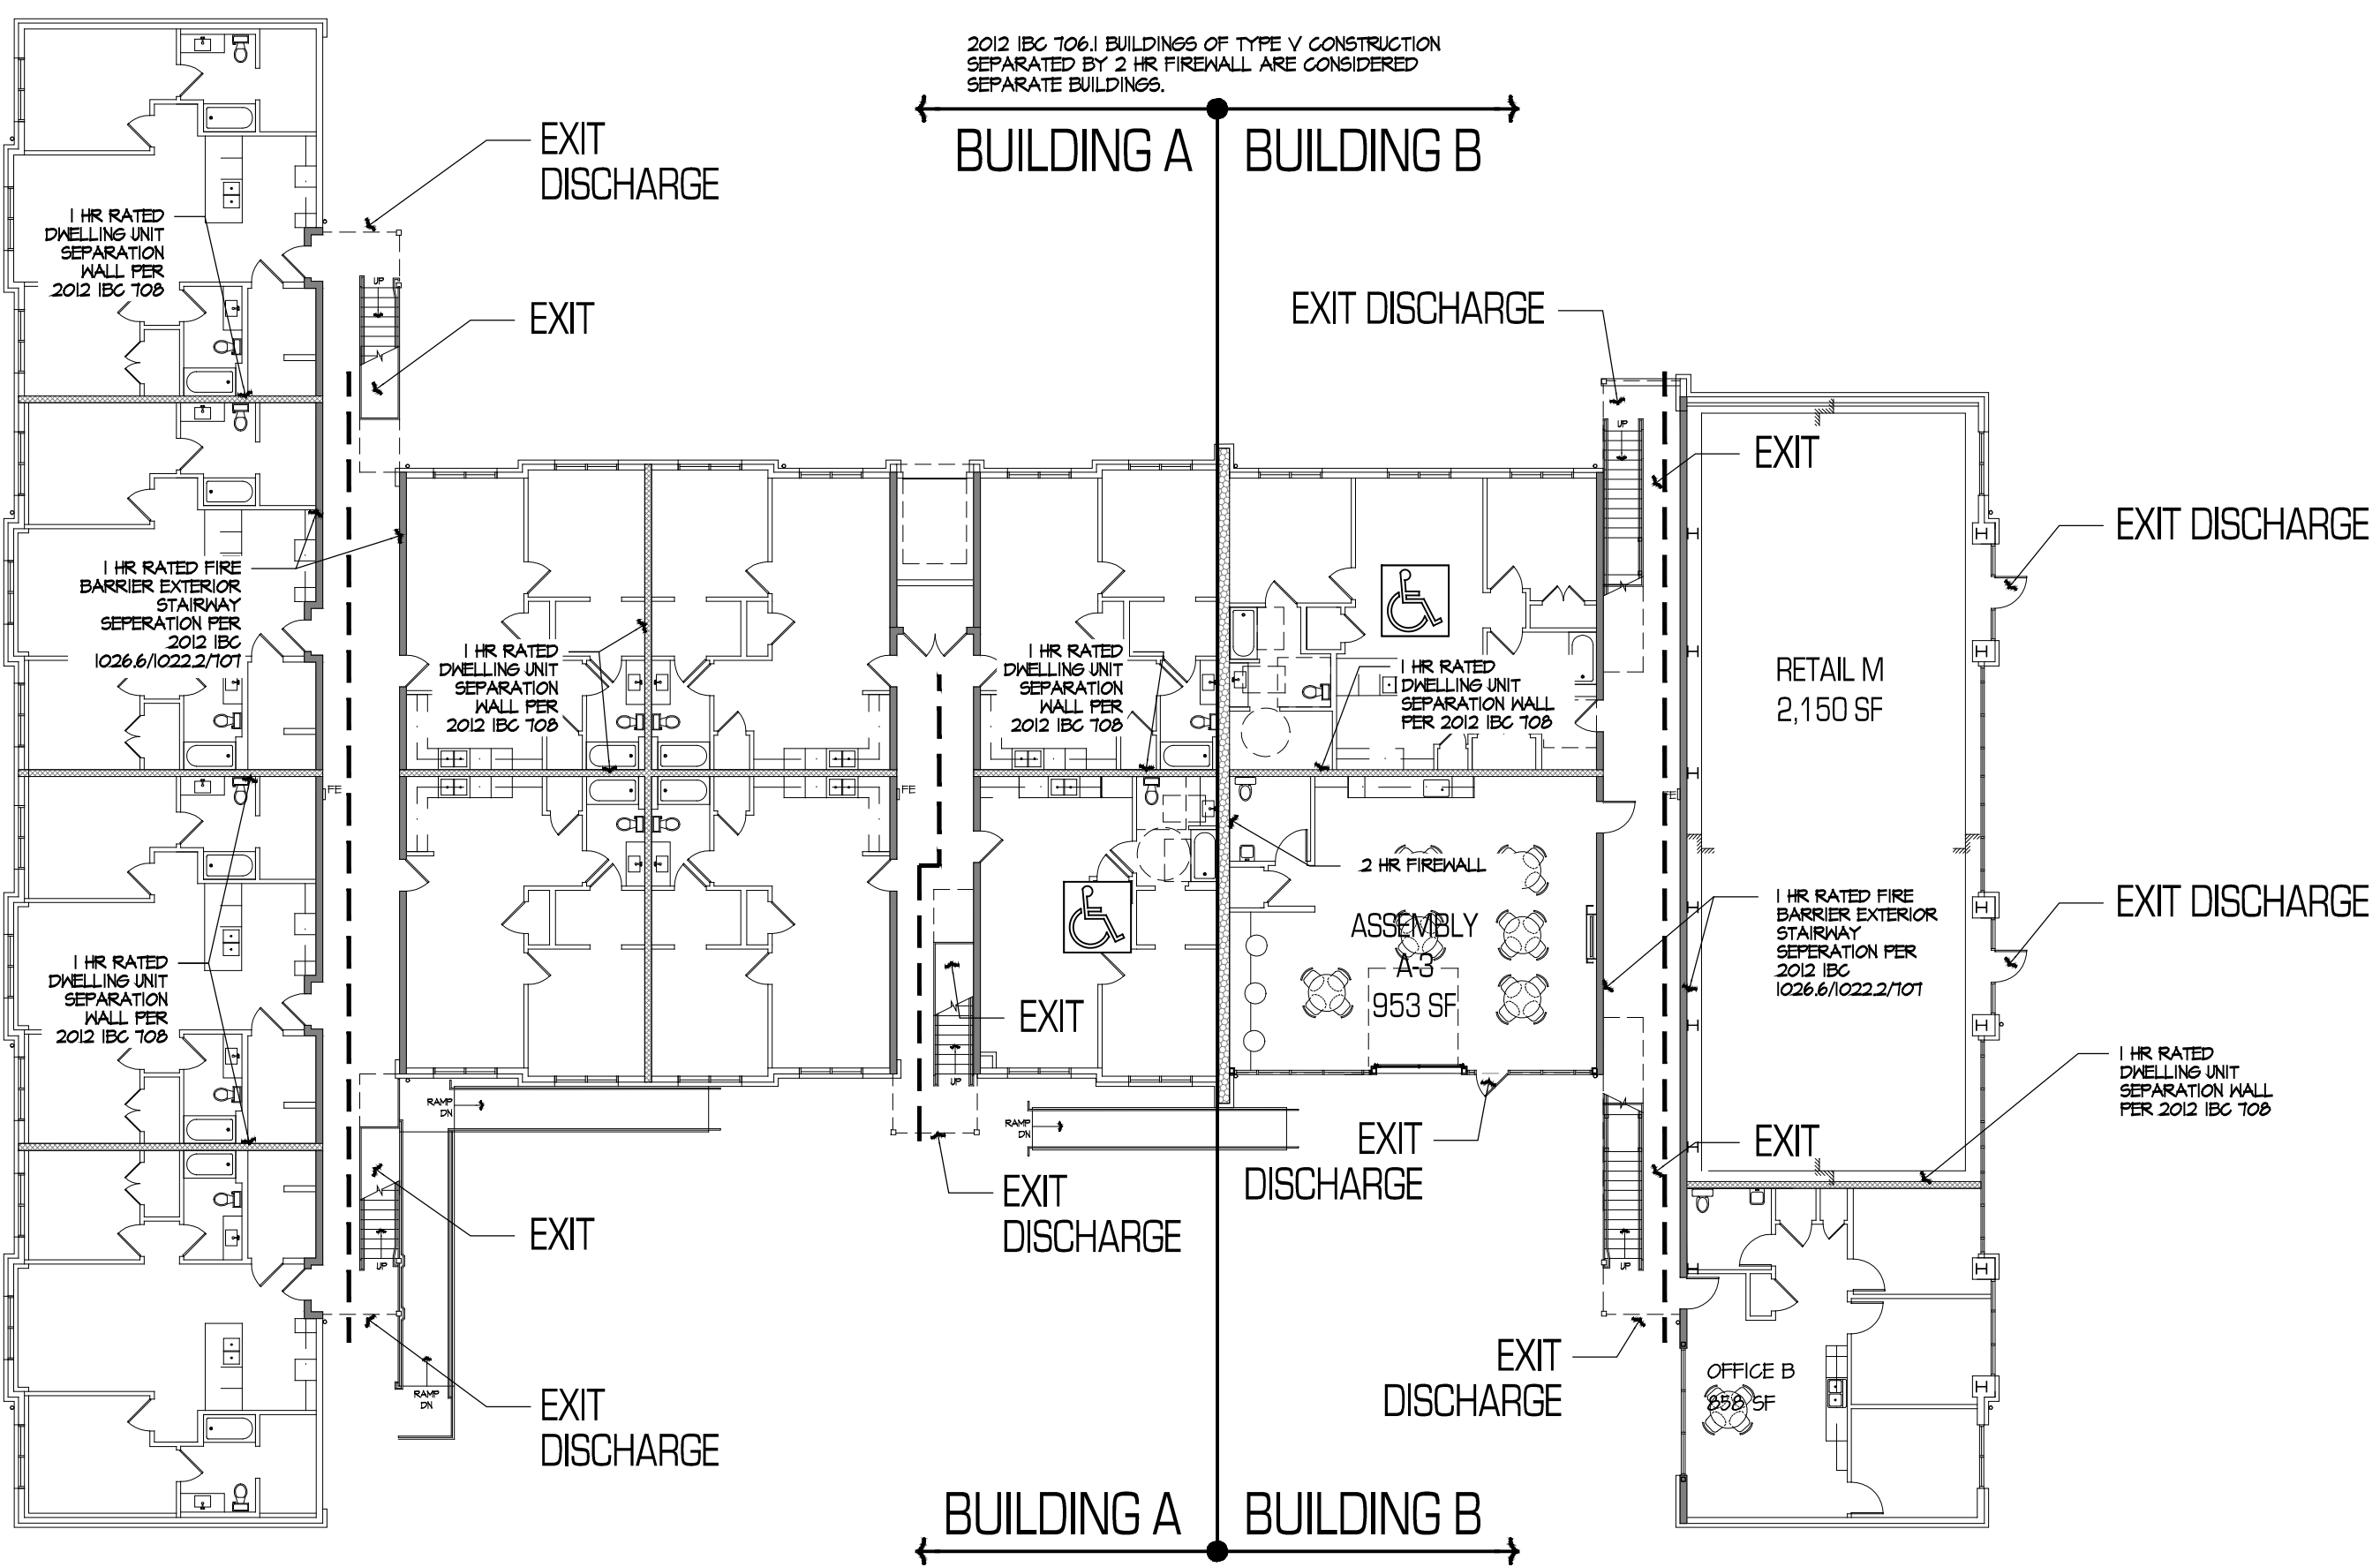 2012 IBC 706.1 BUILDINGS OF TYPE V CONSTRUCTION
SEPARATED BY 2 HR FIREWALL ARE CONSIDERED
SEPARATE BUILDINGS.
BUILDING A
BUILDING B
EXIT
DISCHARGE
1 HR RATED
DWELLING UNIT
SEPARATION
WALL PER
2012 IBC 708
UP
EXIT
EXIT DISCHARGE
UP
EXIT
EXIT DISCHARGE
1 HR RATED FIRE
BARRIER EXTERIOR
STAIRWAY
SEPERATION PER
2012 IBC
1026.6/1022.2/707
1 HR RATED
DWELLING UNIT
SEPARATION
WALL PER
2012 IBC 708
1 HR RATED
DWELLING UNIT
SEPARATION
WALL PER
2012 IBC 708
1 HR RATED
DWELLING UNIT
SEPARATION WALL
PER 2012 IBC 708
RETAIL M
2,150 SF
FE
FE
FE
2 HR FIREWALL
ASSEMBLY
A-3
953 SF
1 HR RATED FIRE
BARRIER EXTERIOR
STAIRWAY
SEPERATION PER
2012 IBC
1026.6/1022.2/707
EXIT DISCHARGE
1 HR RATED
DWELLING UNIT
SEPARATION
WALL PER
2012 IBC 708
EXIT
UP
1 HR RATED
DWELLING UNIT
SEPARATION WALL
PER 2012 IBC 708
RAMP
DN
RAMP
DN
EXIT
DISCHARGE
EXIT
EXIT
DISCHARGE
EXIT
UP
UP
EXIT
DISCHARGE
OFFICE B
858 SF
RAMP
DN
EXIT
DISCHARGE
BUILDING A
BUILDING B